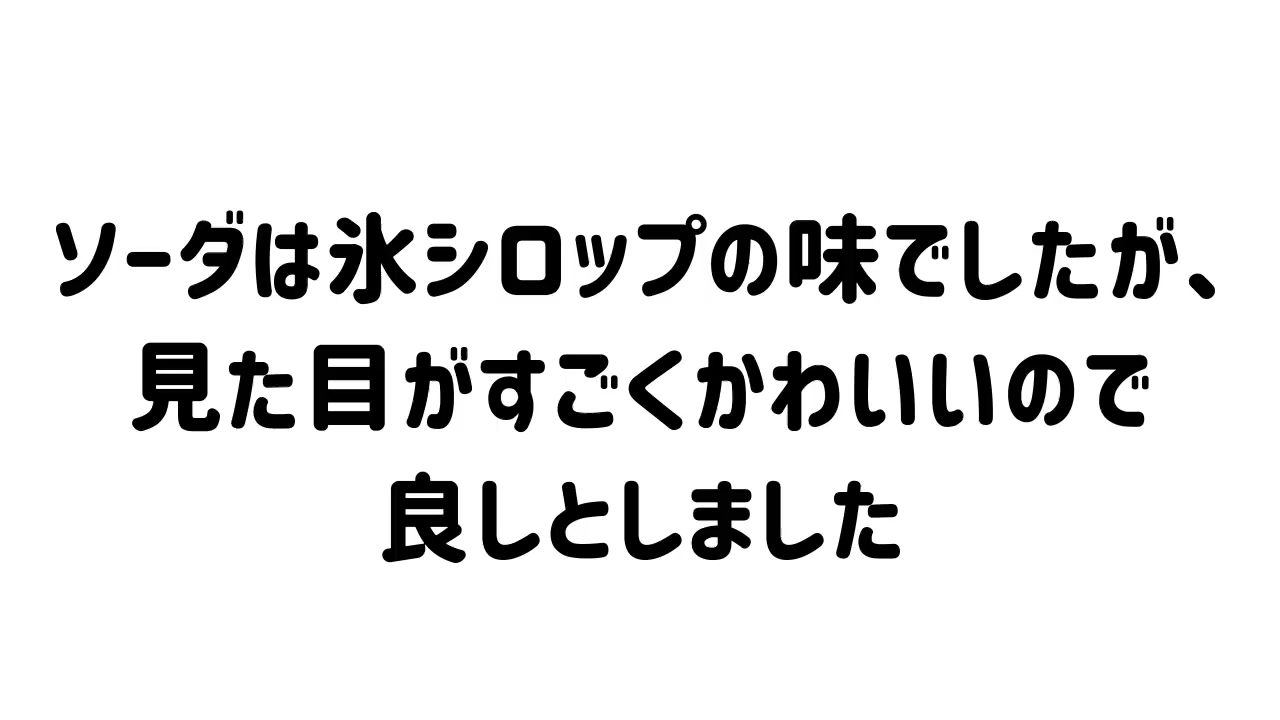 ソーダは氷シロップの味でしたが、
見た目がすごくかわいいので
良しとしました